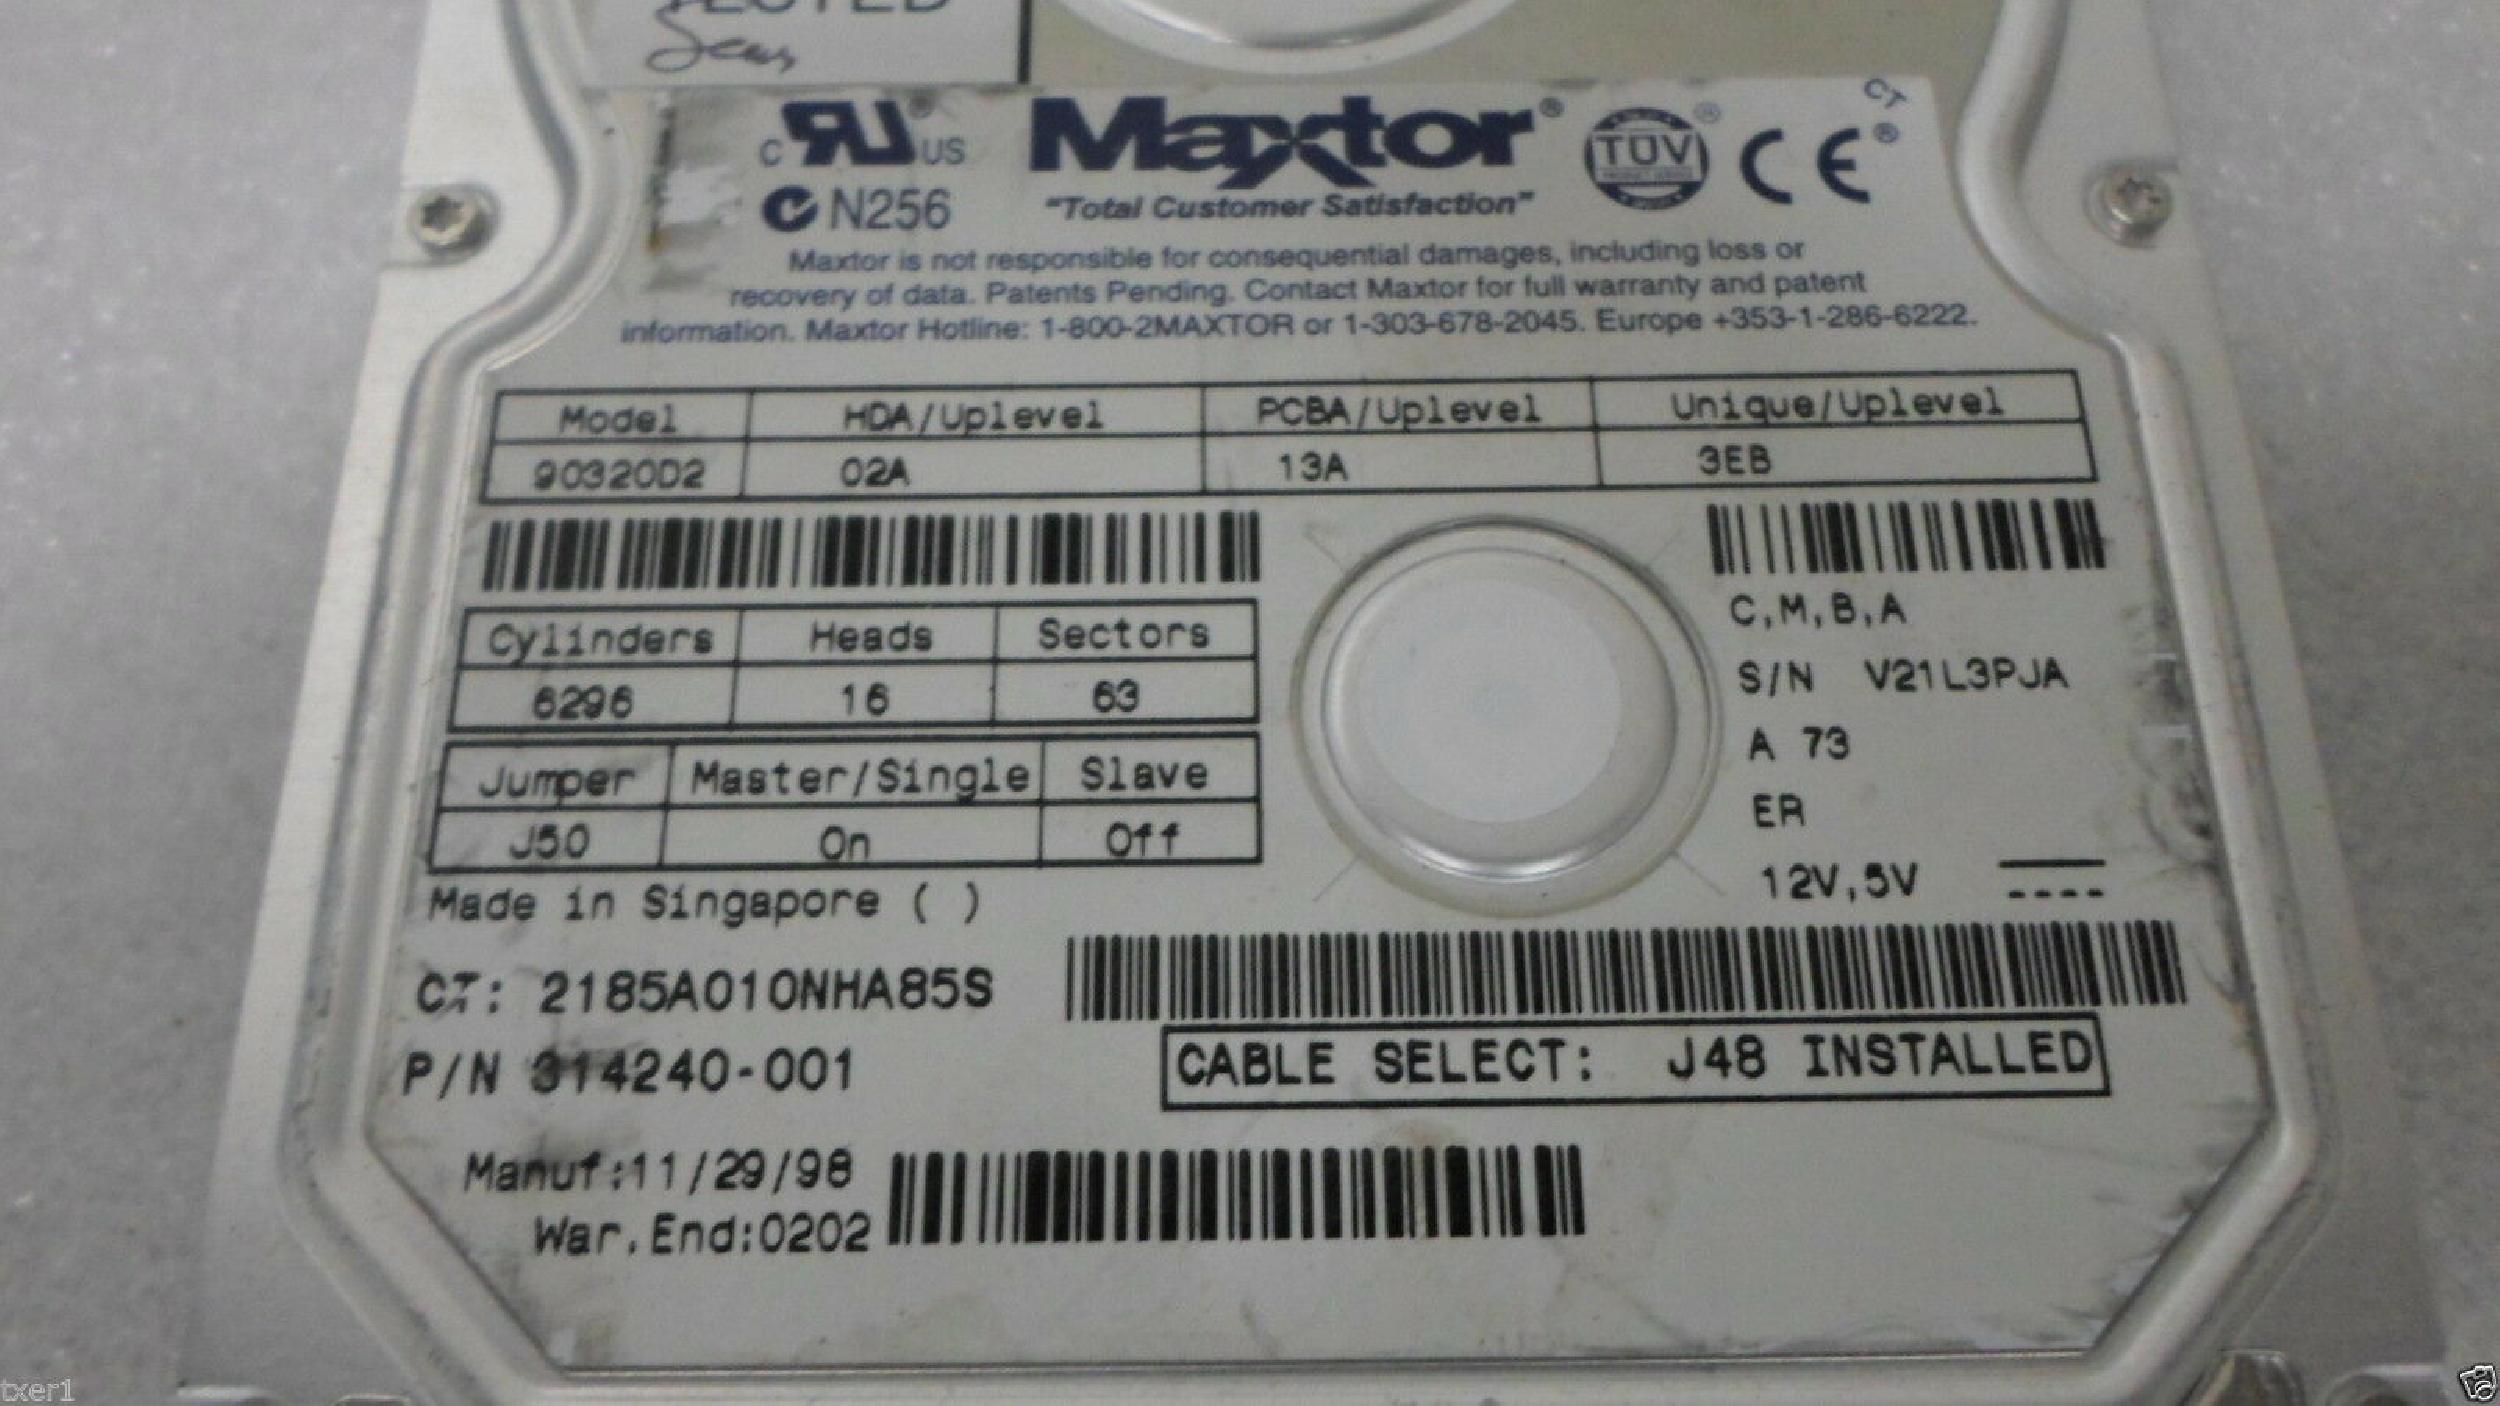 TESTED
CT
c RU ® US
N256
Maxtor®
"Total Customer Satisfaction"
TÜV ®
CE ®
Maxtor is not responsible for consequential damages, including loss or
recovery of data. Patents Pending. Contact Maxtor for full warranty and patent
information. Maxtor Hotline: 1-800-2MAXTOR or 1-303-678-2045. Europe +353-1-286-6222.
Model HDA/Uplevel PCBA/Uplevel Unique/Uplevel
90320D2 02A 13A 3EB
Cylinders Heads Sectors
6296 16 63
Jumper Master/Single Slave
J50 On Off
C,M,B,A
S/N V21L3PJA
A 73
ER
12V,5V
Made in Singapore ( )
CT: 2185A010NHA85S
P/N 314240-001
CABLE SELECT: J48 INSTALLED
Manuf:11/29/98
War.End:0202
txer1